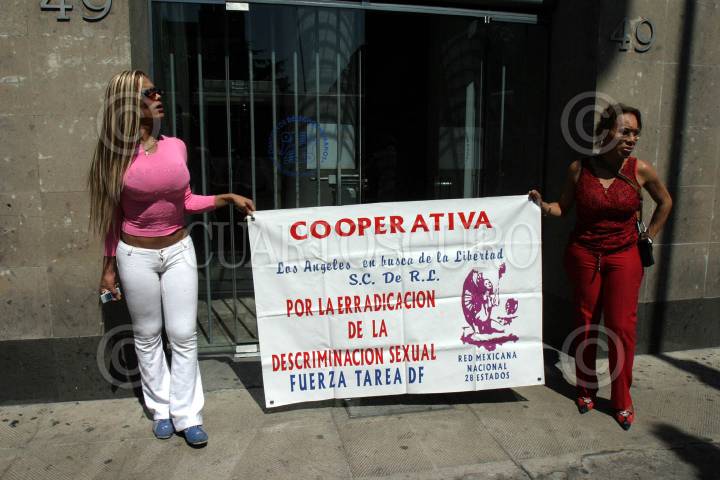 49
49
COOPERATIVA
Los Angeles en busca de la Libertad
S.C. De R.L.
POR LA ERRADICACION
DE LA
DESCRIMINACION SEXUAL
FUERZA TAREA DF
RED MEXICANA
NACIONAL
28 ESTADOS
CUARTOSCURO